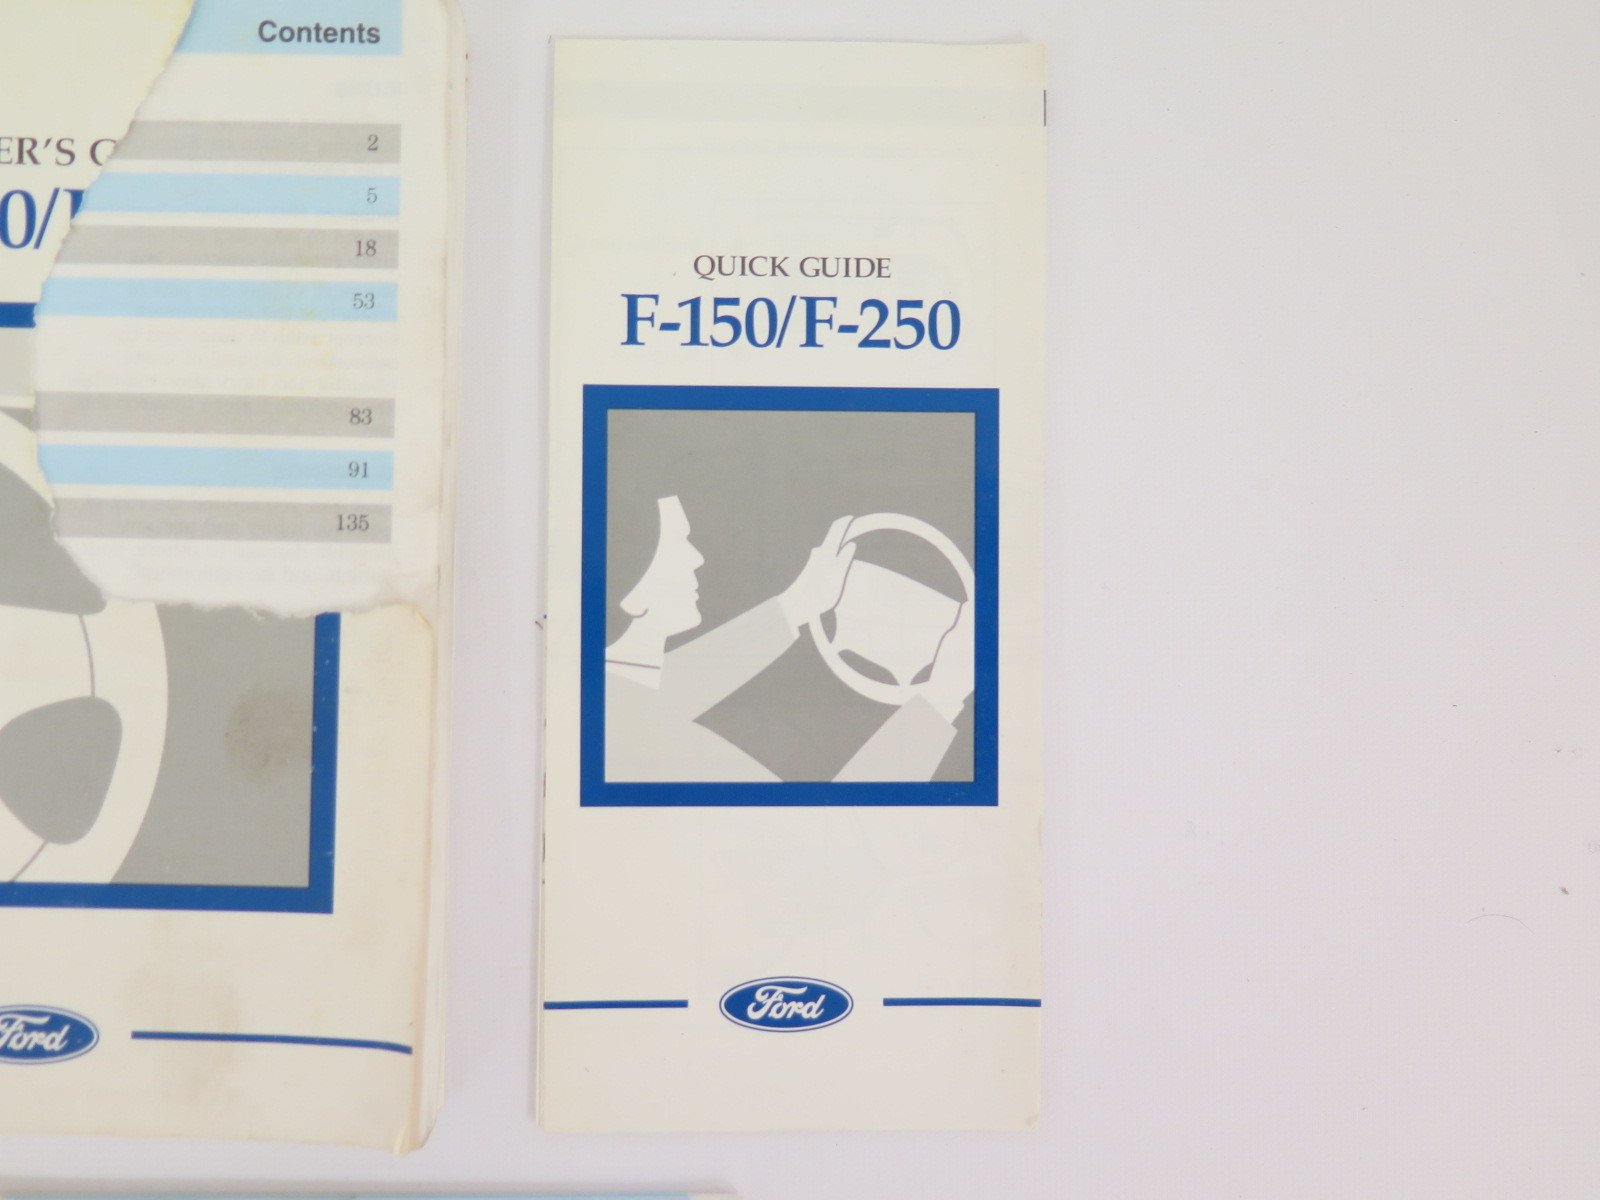 Contents
2
5
18
53
83
91
135
ER'S G
0/F
Ford
QUICK GUIDE
F-150/F-250
Ford